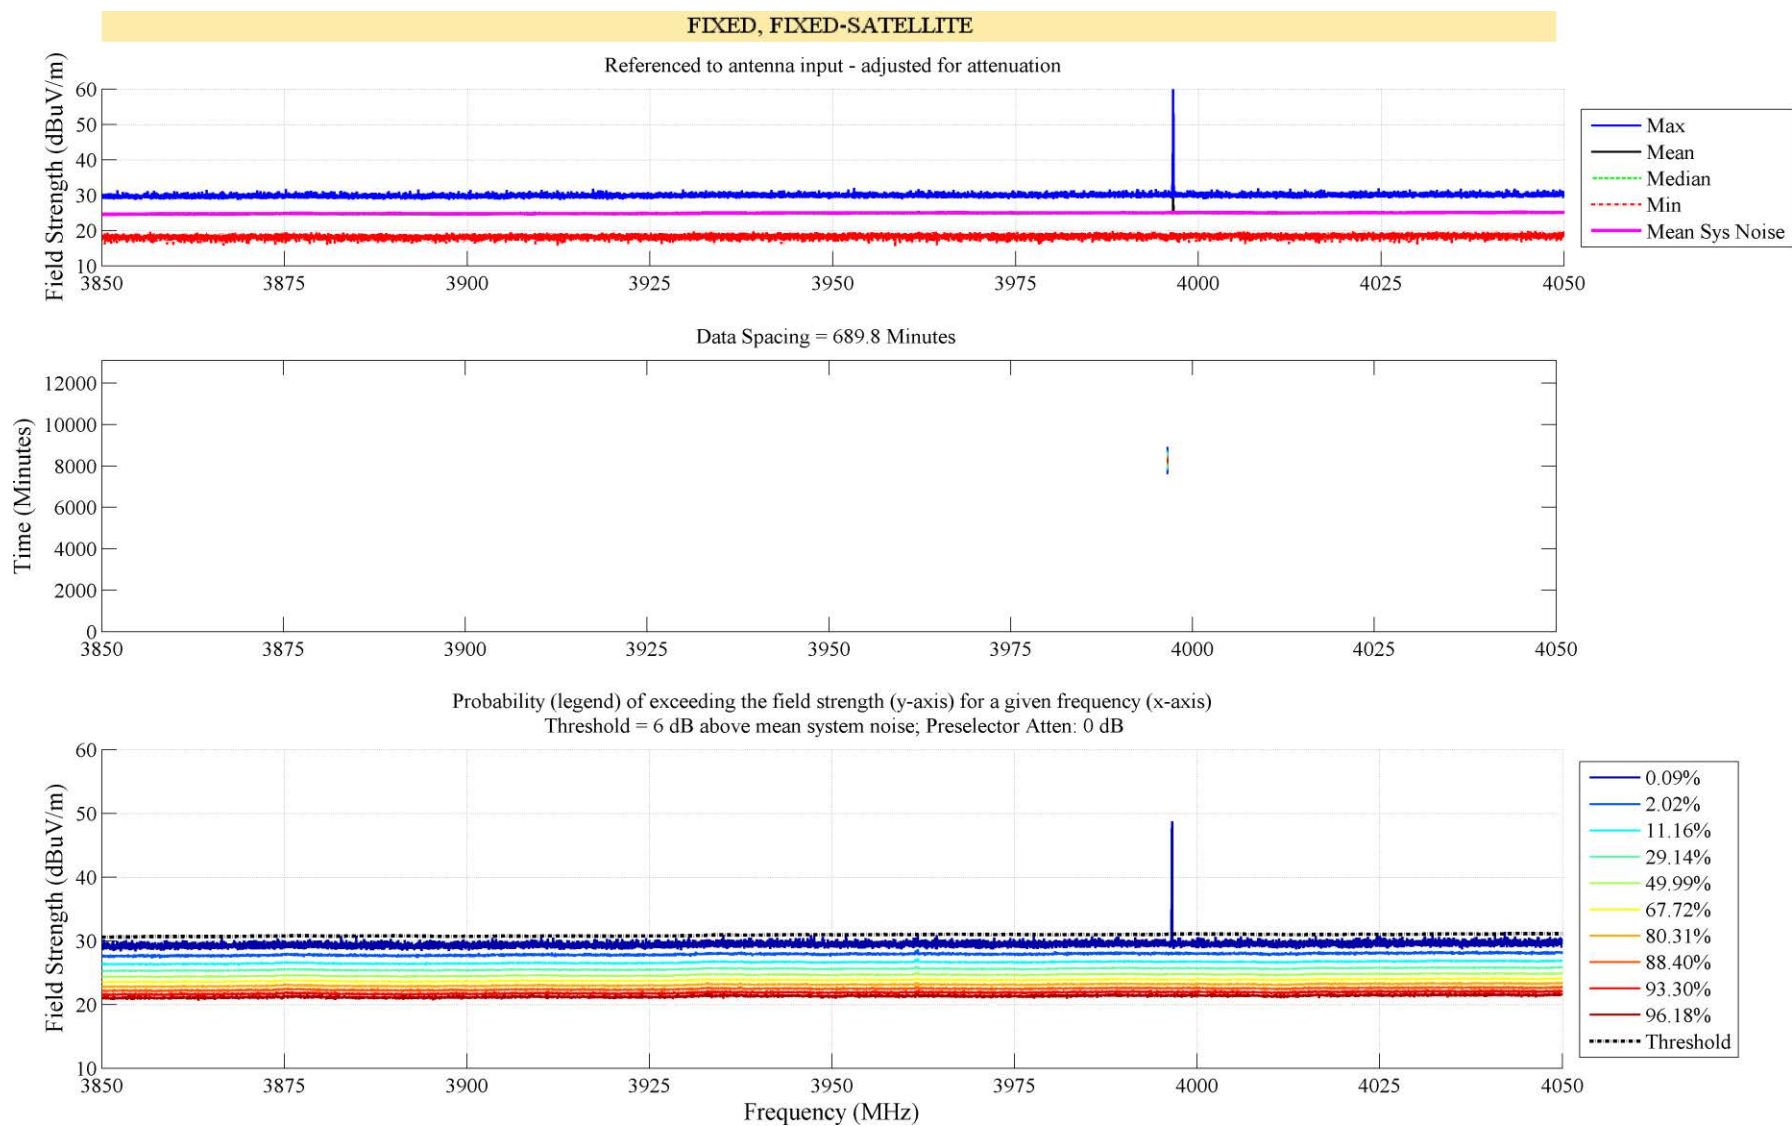 FIXED, FIXED-SATELLITE
Referenced to antenna input - adjusted for attenuation
Field Strength (dBuV/m)
60
50
40
30
20
10
3850 3875 3900 3925 3950 3975 4000 4025 4050
Max
Mean
Median
Min
Mean Sys Noise
Data Spacing = 689.8 Minutes
Time (Minutes)
12000
10000
8000
6000
4000
2000
0
3850 3875 3900 3925 3950 3975 4000 4025 4050
Probability (legend) of exceeding the field strength (y-axis) for a given frequency (x-axis)
Threshold = 6 dB above mean system noise; Preselector Atten: 0 dB
Field Strength (dBuV/m)
60
50
40
30
20
10
3850 3875 3900 3925 3950 3975 4000 4025 4050
Frequency (MHz)
0.09%
2.02%
11.16%
29.14%
49.99%
67.72%
80.31%
88.40%
93.30%
96.18%
Threshold